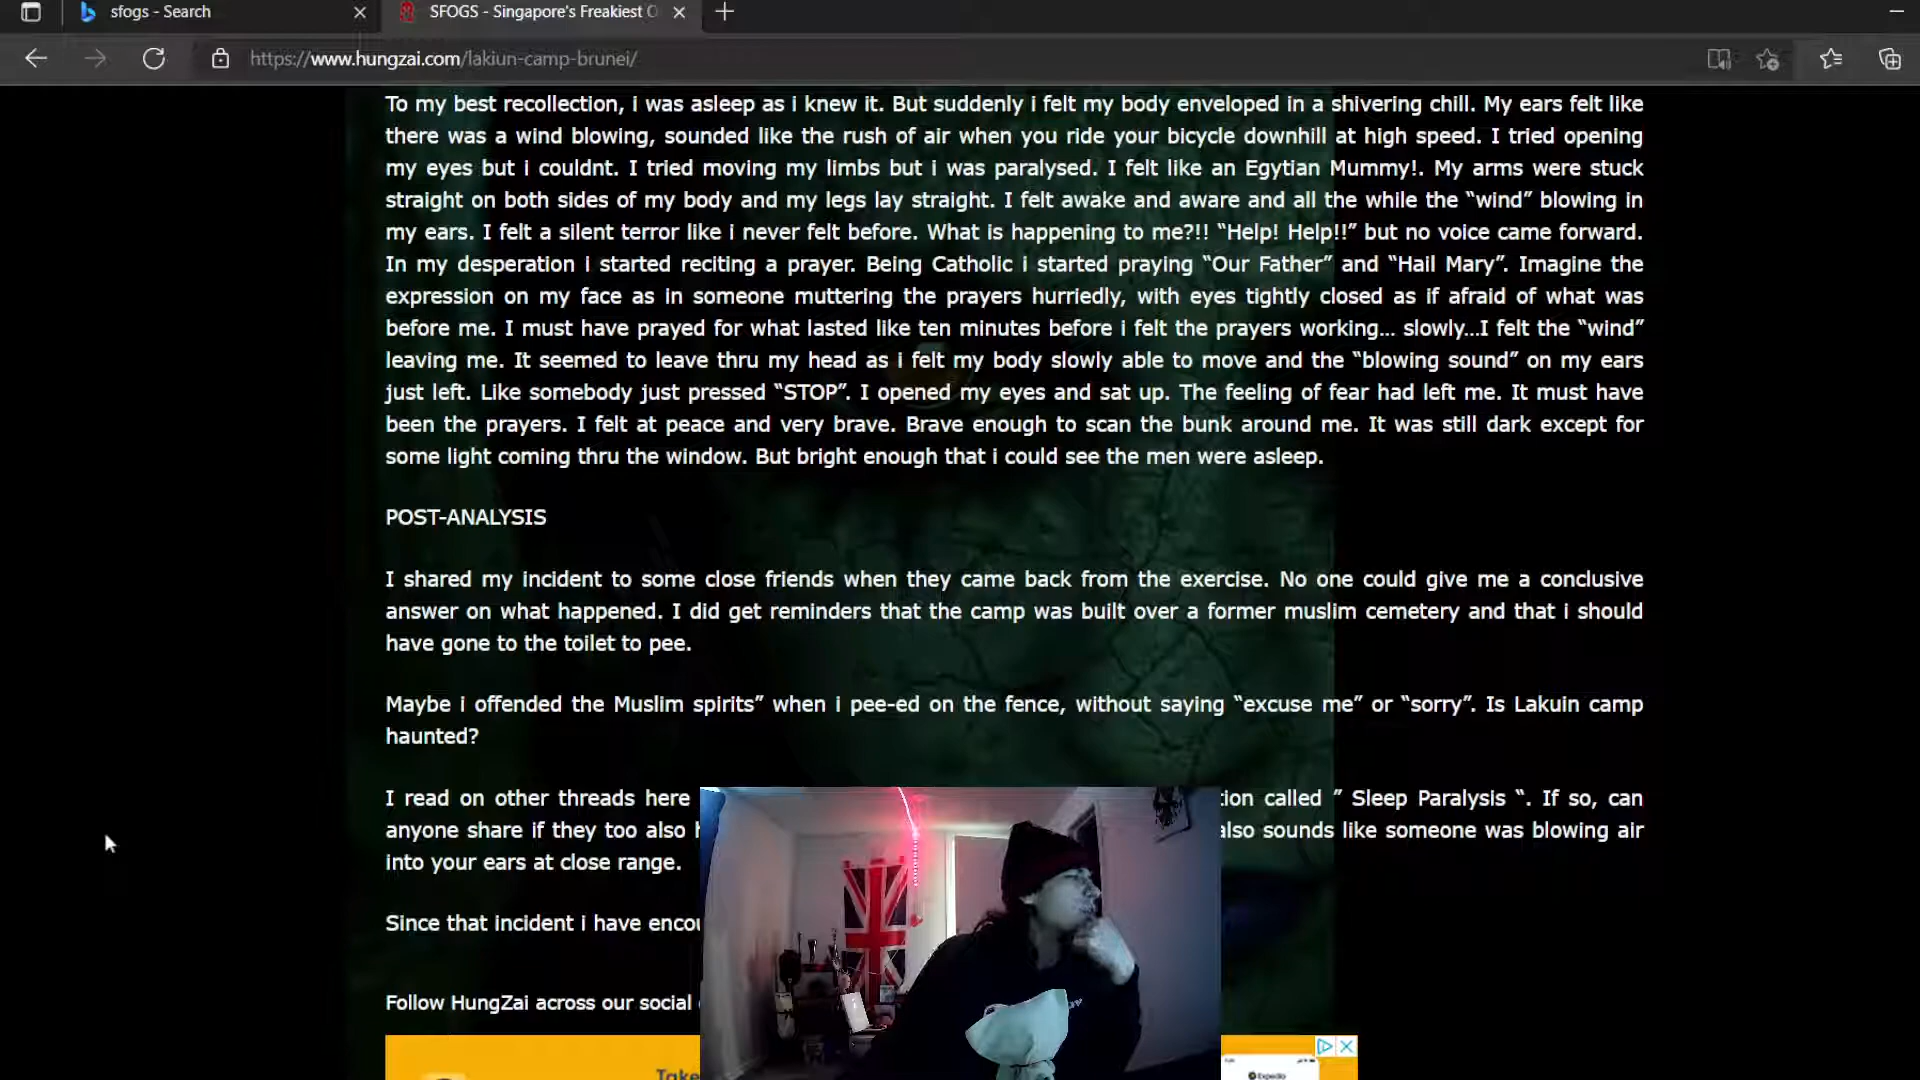 sfogs - Search
SFOGS - Singapore's Freakiest O
https://www.hungzai.com/lakiun-camp-brunei/
To my best recollection, i was asleep as i knew it. But suddenly i felt my body enveloped in a shivering chill. My ears felt like
there was a wind blowing, sounded like the rush of air when you ride your bicycle downhill at high speed. I tried opening
my eyes but i couldnt. I tried moving my limbs but i was paralysed. I felt like an Egytian Mummy!. My arms were stuck
straight on both sides of my body and my legs lay straight. I felt awake and aware and all the while the “wind” blowing in
my ears. I felt a silent terror like i never felt before. What is happening to me?!! “Help! Help!!” but no voice came forward.
In my desperation i started reciting a prayer. Being Catholic i started praying “Our Father” and “Hail Mary”. Imagine the
expression on my face as in someone muttering the prayers hurriedly, with eyes tightly closed as if afraid of what was
before me. I must have prayed for what lasted like ten minutes before i felt the prayers working… slowly…I felt the “wind”
leaving me. It seemed to leave thru my head as i felt my body slowly able to move and the “blowing sound” on my ears
just left. Like somebody just pressed “STOP”. I opened my eyes and sat up. The feeling of fear had left me. It must have
been the prayers. I felt at peace and very brave. Brave enough to scan the bunk around me. It was still dark except for
some light coming thru the window. But bright enough that i could see the men were asleep.
POST-ANALYSIS
I shared my incident to some close friends when they came back from the exercise. No one could give me a conclusive
answer on what happened. I did get reminders that the camp was built over a former muslim cemetery and that i should
have gone to the toilet to pee.
Maybe i offended the Muslim spirits” when i pee-ed on the fence, without saying “excuse me” or “sorry”. Is Lakuin camp
haunted?
I read on other threads here tion called ” Sleep Paralysis “. If so, can
anyone share if they too also h also sounds like someone was blowing air
into your ears at close range.
Since that incident i have encou
Follow HungZai across our social
Take
Expedia